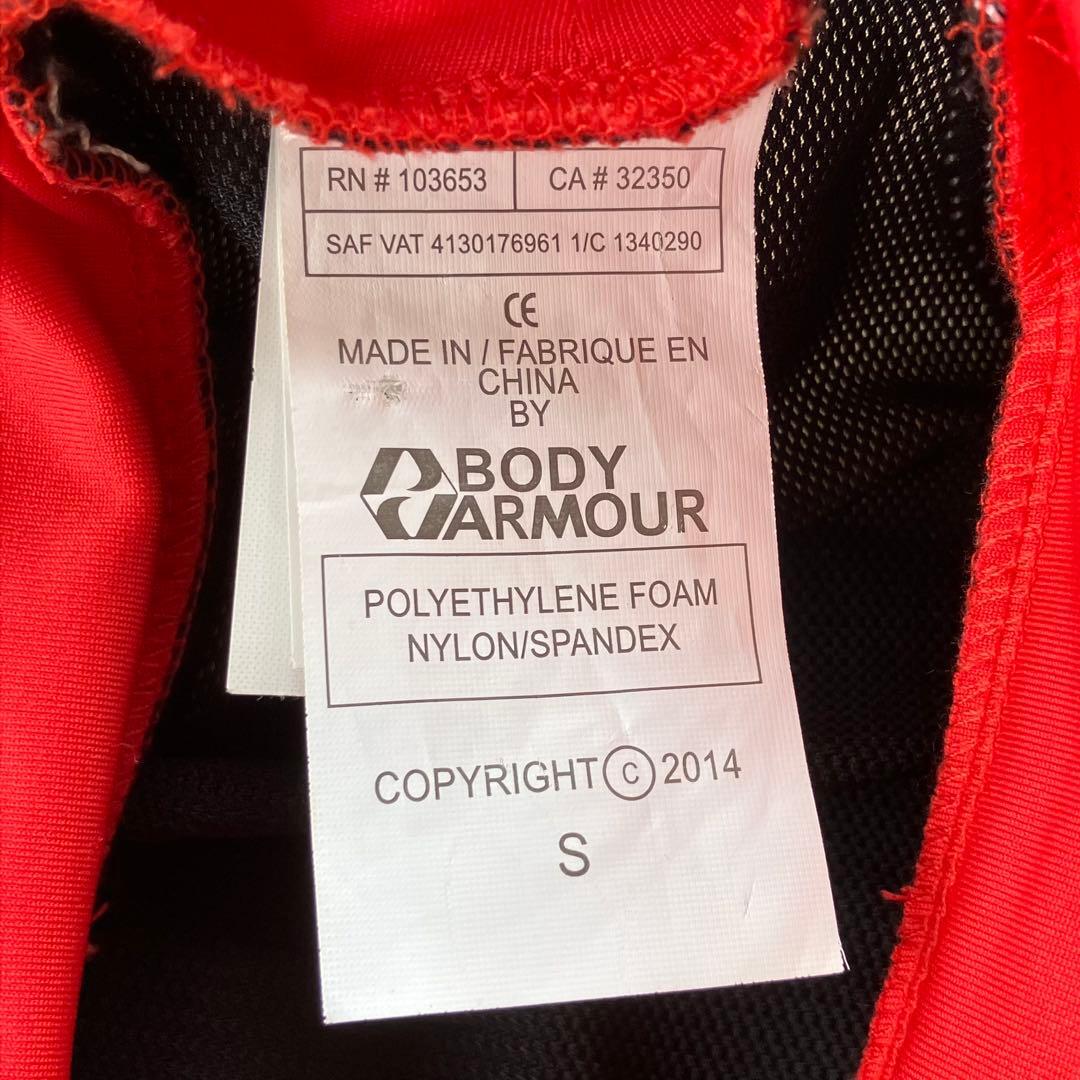 RN # 103653 CA # 32350
SAF VAT 4130176961 1/C 1340290
CE
MADE IN / FABRIQUE EN
CHINA
BY
BODY
ARMOUR
POLYETHYLENE FOAM
NYLON/SPANDEX
COPYRIGHT © 2014
S